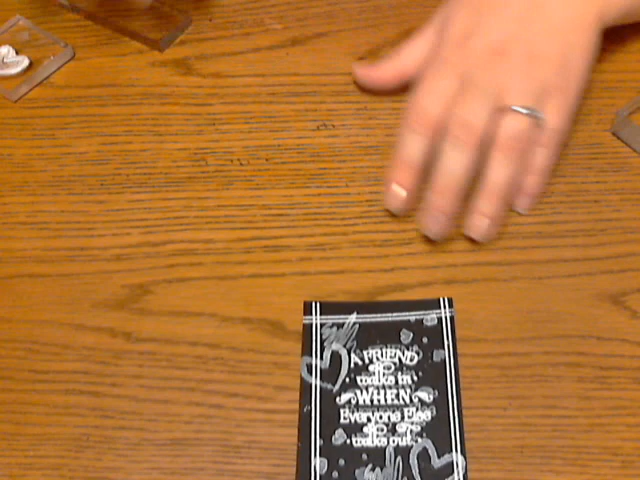 A FRIEND
walks in
WHEN
Everyone Else
walks out.